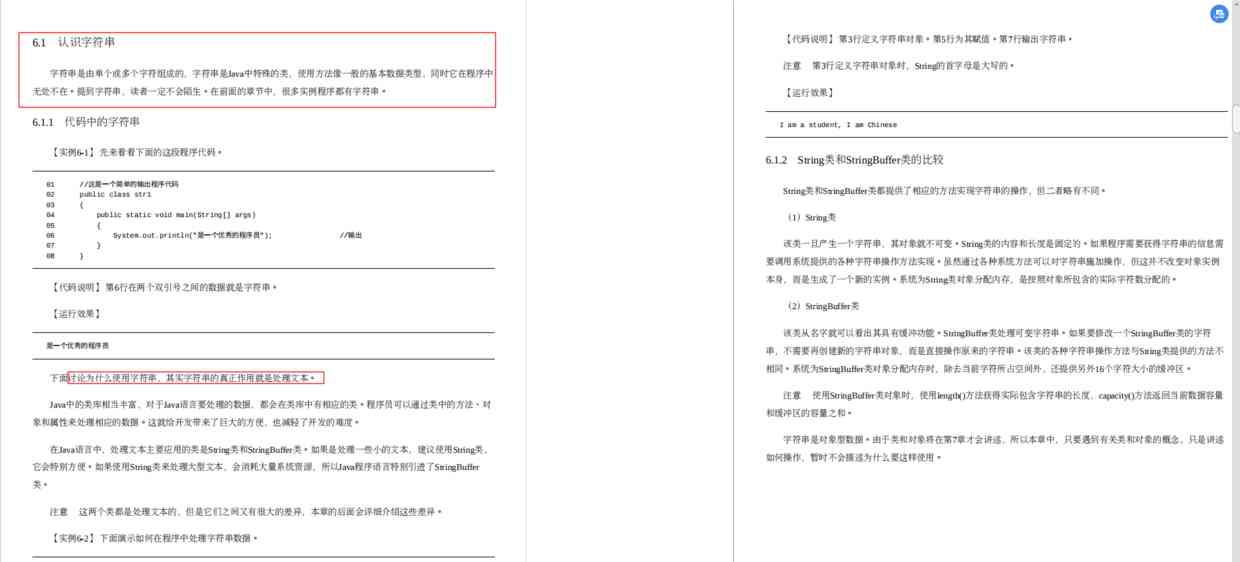 6.1 认识字符串
字符串是由单个或多个字符组成的，字符串是Java中特殊的类，使用方法像一般的基本数据类型，同时它在程序中
无处不在。提到字符串，读者一定不会陌生。在前面的章节中，很多实例程序都有字符串。
6.1.1 代码中的字符串
【实例6-1】 先来看看下面的这段程序代码。
01 //这是一个简单的输出程序代码
02 public class str1
03 {
04 public static void main(String[] args)
05 {
06 System.out.println("是一个优秀的程序员"); //输出
07 }
08 }
【代码说明】 第6行在两个双引号之间的数据就是字符串。
【运行效果】
是一个优秀的程序员
下面讨论为什么使用字符串，其实字符串的真正作用就是处理文本。
Java中的类库相当丰富，对于Java语言要处理的数据，都会在类库中有相应的类。程序员可以通过类中的方法、对
象和属性来处理相应的数据。这就给开发带来了巨大的方便，也减轻了开发的难度。
在Java语言中，处理文本主要应用的类是String类和StringBuffer类。如果是处理一些小的文本，建议使用String类，
它会特别方便。如果使用String类来处理大型文本，会消耗大量系统资源，所以Java程序语言特别引进了StringBuffer
类。
注意 这两个类都是处理文本的，但是它们之间又有很大的差异，本章的后面会详细介绍这些差异。
【实例6-2】 下面演示如何在程序中处理字符串数据。
【代码说明】 第3行定义字符串对象。第5行为其赋值。第7行输出字符串。
注意 第3行定义字符串对象时，String的首字母是大写的。
【运行效果】
I am a student, I am Chinese
6.1.2 String类和StringBuffer类的比较
String类和StringBuffer类都提供了相应的方法实现字符串的操作，但二者略有不同。
（1）String类
该类一旦产生一个字符串，其对象就不可变。String类的内容和长度是固定的。如果程序需要获得字符串的信息需
要调用系统提供的各种字符串操作方法实现。虽然通过各种系统方法可以对字符串施加操作，但这并不改变对象实例
本身，而是生成了一个新的实例。系统为String类对象分配内存，是按照对象所包含的实际字符数分配的。
（2）StringBuffer类
该类从名字就可以看出其具有缓冲功能。StringBuffer类处理可变字符串。如果要修改一个StringBuffer类的字符
串，不需要再创建新的字符串对象，而是直接操作原来的字符串。该类的各种字符串操作方法与String类提供的方法不
相同。系统为StringBuffer类对象分配内存时，除去当前字符所占空间外，还提供另外16个字符大小的缓冲区。
注意 使用StringBuffer类对象时，使用length()方法获得实际包含字符串的长度，capacity()方法返回当前数据容量
和缓冲区的容量之和。
字符串是对象型数据。由于类和对象将在第7章才会讲述，所以本章中，只要遇到有关类和对象的概念，只是讲述
如何操作，暂时不会描述为什么要这样使用。